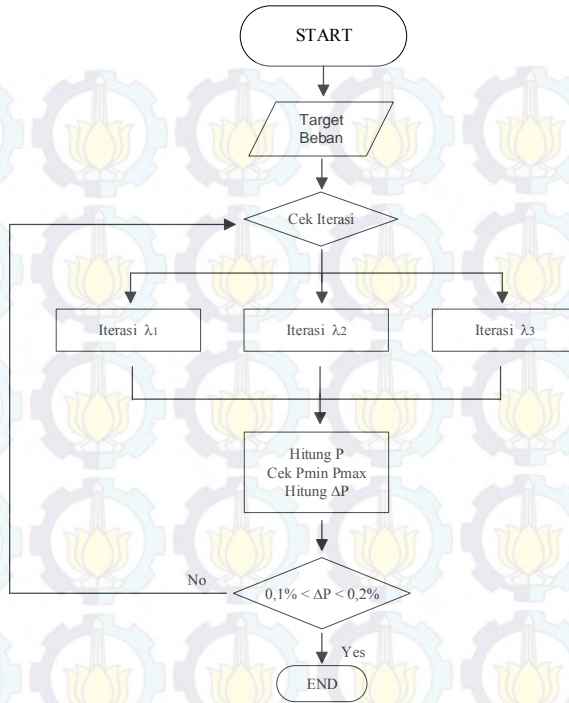 START
Target
Beban
Cek Iterasi
Iterasi λ1
Iterasi λ2
Iterasi λ3
Hitung P
Cek Pmin Pmax
Hitung ΔP
No
0,1% < ΔP < 0,2%
Yes
END